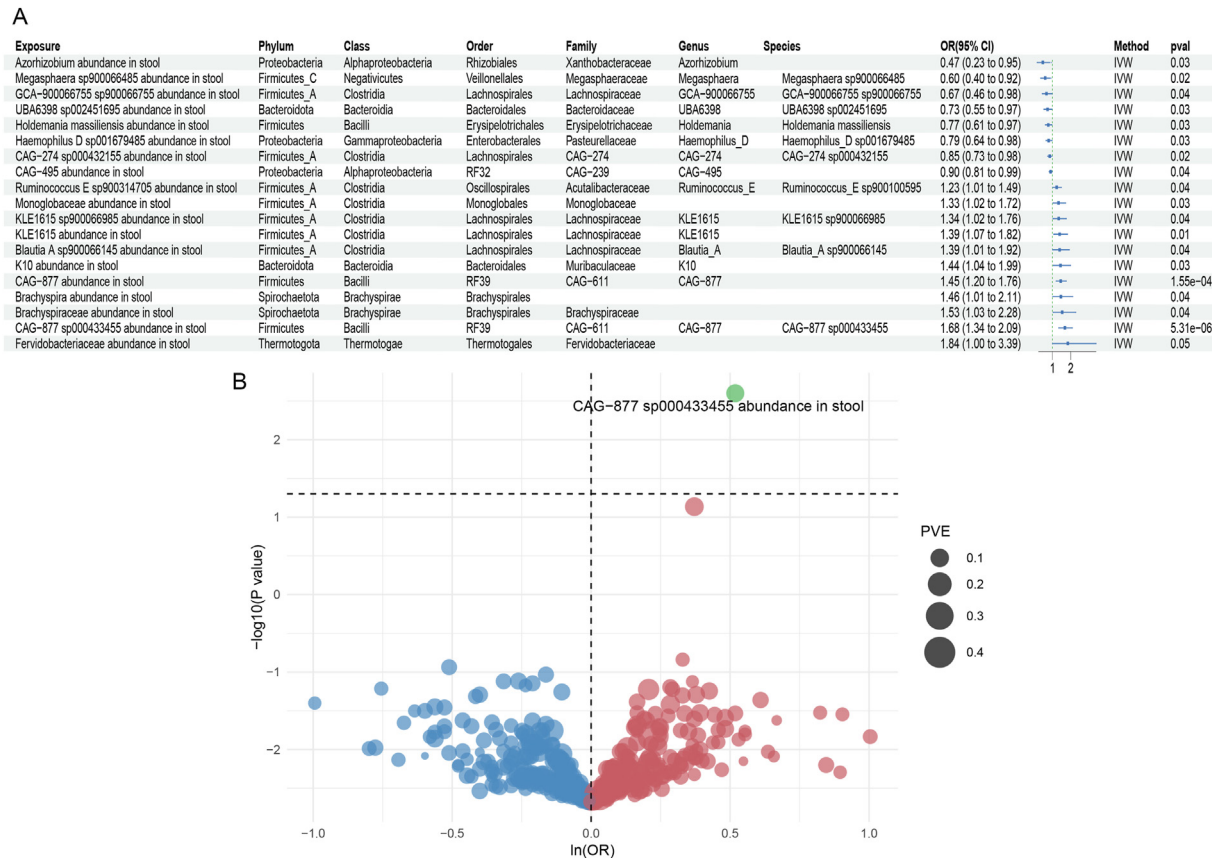 A
Exposure Phylum Class Order Family Genus Species OR(95% CI) Method pval
Azorhizobium abundance in stool Proteobacteria Alphaproteobacteria Rhizobiales Xanthobacteraceae Azorhizobium 0.47 (0.23 to 0.95) IVW 0.03
Megasphaera sp900066485 abundance in stool Firmicutes_C Negativicutes Veillonellales Megasphaeraceae Megasphaera Megasphaera sp900066485 0.60 (0.40 to 0.92) IVW 0.02
GCA-900066755 sp900066755 abundance in stool Firmicutes_A Clostridia Lachnospirales Lachnospiraceae GCA-900066755 GCA-900066755 sp900066755 0.67 (0.46 to 0.98) IVW 0.04
UBA6398 sp002451695 abundance in stool Bacteroidota Bacteroidia Bacteroidales Bacteroidaceae UBA6398 UBA6398 sp002451695 0.73 (0.55 to 0.97) IVW 0.03
Holdemania massiliensis abundance in stool Firmicutes Bacilli Erysipelotrichales Erysipelotrichaceae Holdemania Holdemania massiliensis 0.77 (0.61 to 0.97) IVW 0.03
Haemophilus D sp001679485 abundance in stool Proteobacteria Gammaproteobacteria Enterobacterales Pasteurellaceae Haemophilus_D Haemophilus_D sp001679485 0.79 (0.64 to 0.98) IVW 0.03
CAG-274 sp000432155 abundance in stool Firmicutes_A Clostridia Lachnospirales CAG-274 CAG-274 CAG-274 sp000432155 0.85 (0.73 to 0.98) IVW 0.02
CAG-495 abundance in stool Proteobacteria Alphaproteobacteria RF32 CAG-239 CAG-495 0.90 (0.81 to 0.99) IVW 0.04
Ruminococcus E sp900314705 abundance in stool Firmicutes_A Clostridia Oscillospirales Acutalibacteraceae Ruminococcus_E Ruminococcus_E sp900100595 1.23 (1.01 to 1.49) IVW 0.04
Monoglobaceae abundance in stool Firmicutes_A Clostridia Monoglobales Monoglobaceae 1.33 (1.02 to 1.72) IVW 0.03
KLE1615 sp900066985 abundance in stool Firmicutes_A Clostridia Lachnospirales Lachnospiraceae KLE1615 KLE1615 sp900066985 1.34 (1.02 to 1.76) IVW 0.04
KLE1615 abundance in stool Firmicutes_A Clostridia Lachnospirales Lachnospiraceae KLE1615 1.39 (1.07 to 1.82) IVW 0.01
Blautia A sp900066145 abundance in stool Firmicutes_A Clostridia Lachnospirales Lachnospiraceae Blautia_A Blautia_A sp900066145 1.39 (1.01 to 1.92) IVW 0.04
K10 abundance in stool Bacteroidota Bacteroidia Bacteroidales Muribaculaceae K10 1.44 (1.04 to 1.99) IVW 0.03
CAG-877 abundance in stool Firmicutes Bacilli RF39 CAG-611 CAG-877 1.45 (1.20 to 1.76) IVW 1.55e-04
Brachyspira abundance in stool Spirochaetota Brachyspirae Brachyspirales 1.46 (1.01 to 2.11) IVW 0.04
Brachyspiraceae abundance in stool Spirochaetota Brachyspirae Brachyspirales Brachyspiraceae 1.53 (1.03 to 2.28) IVW 0.04
CAG-877 sp000433455 abundance in stool Firmicutes Bacilli RF39 CAG-611 CAG-877 CAG-877 sp000433455 1.68 (1.34 to 2.09) IVW 5.31e-06
Fervidobacteriaceae abundance in stool Thermotogota Thermotogae Thermotogales Fervidobacteriaceae 1.84 (1.00 to 3.39) IVW 0.05
1 2
B
CAG−877 sp000433455 abundance in stool
2
1
0
−1
−2
−log10(P value)
−1.0 −0.5 0.0 0.5 1.0
ln(OR)
PVE
0.1
0.2
0.3
0.4